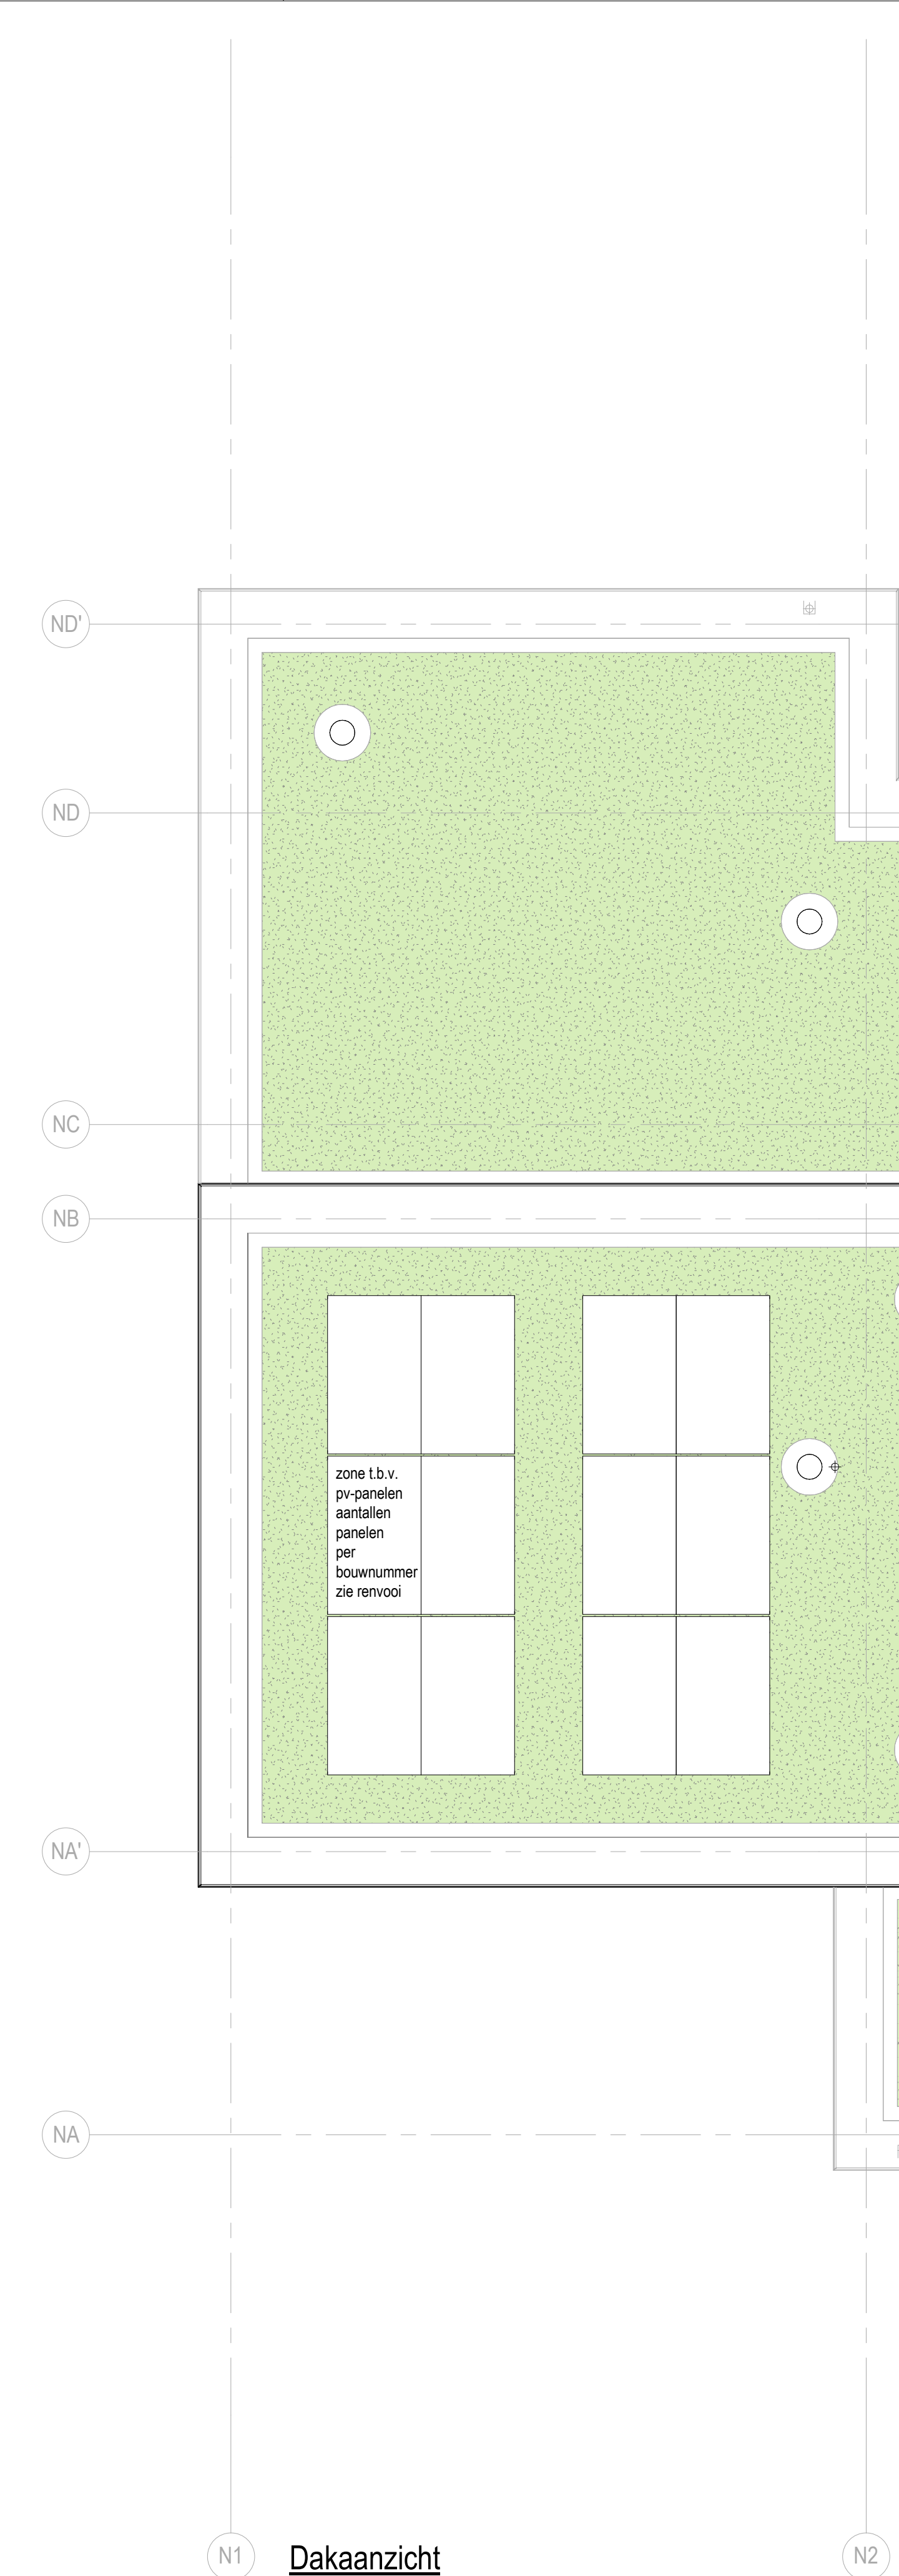 ND'
ND
NC
NB
zone t.b.v.
pv-panelen
aantallen
panelen
per
bouwnummer
zie renvooi
NA'
NA
N1
Dakaanzicht
N2